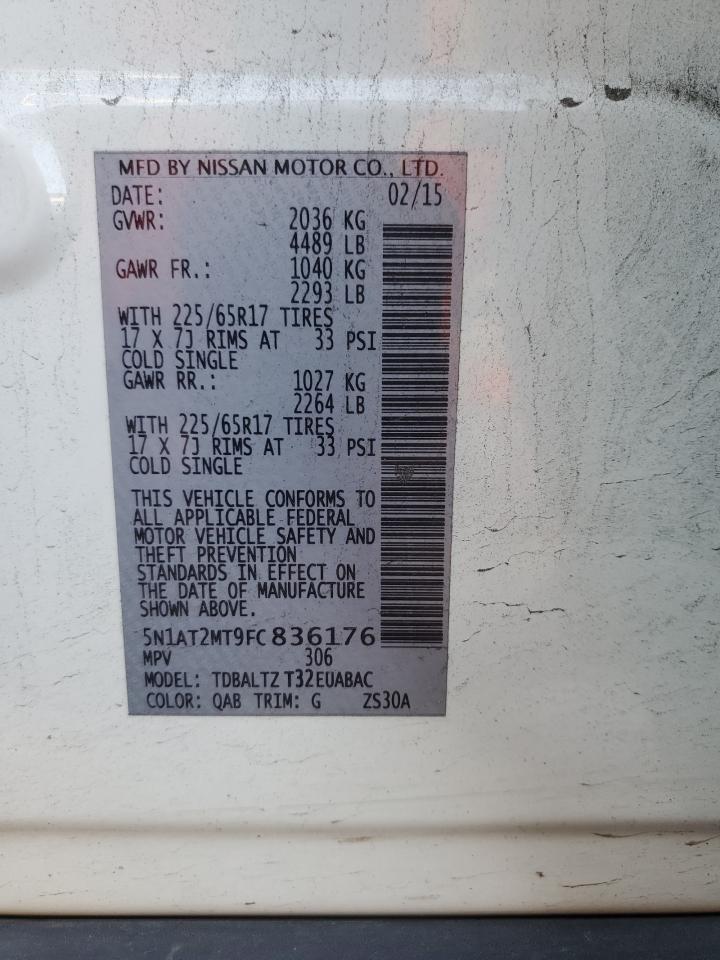 MFD BY NISSAN MOTOR CO., LTD.
DATE: 02/15
GVWR: 2036 KG
4489 LB
GAWR FR.: 1040 KG
2293 LB
WITH 225/65R17 TIRES
17 X 7J RIMS AT 33 PSI
COLD SINGLE
GAWR RR.: 1027 KG
2264 LB
WITH 225/65R17 TIRES
17 X 7J RIMS AT 33 PSI
COLD SINGLE
THIS VEHICLE CONFORMS TO
ALL APPLICABLE FEDERAL
MOTOR VEHICLE SAFETY AND
THEFT PREVENTION
STANDARDS IN EFFECT ON
THE DATE OF MANUFACTURE
SHOWN ABOVE.
5N1AT2MT9FC836176
MPV 306
MODEL: TDBALTZ T32EUABAC
COLOR: QAB TRIM: G ZS30A